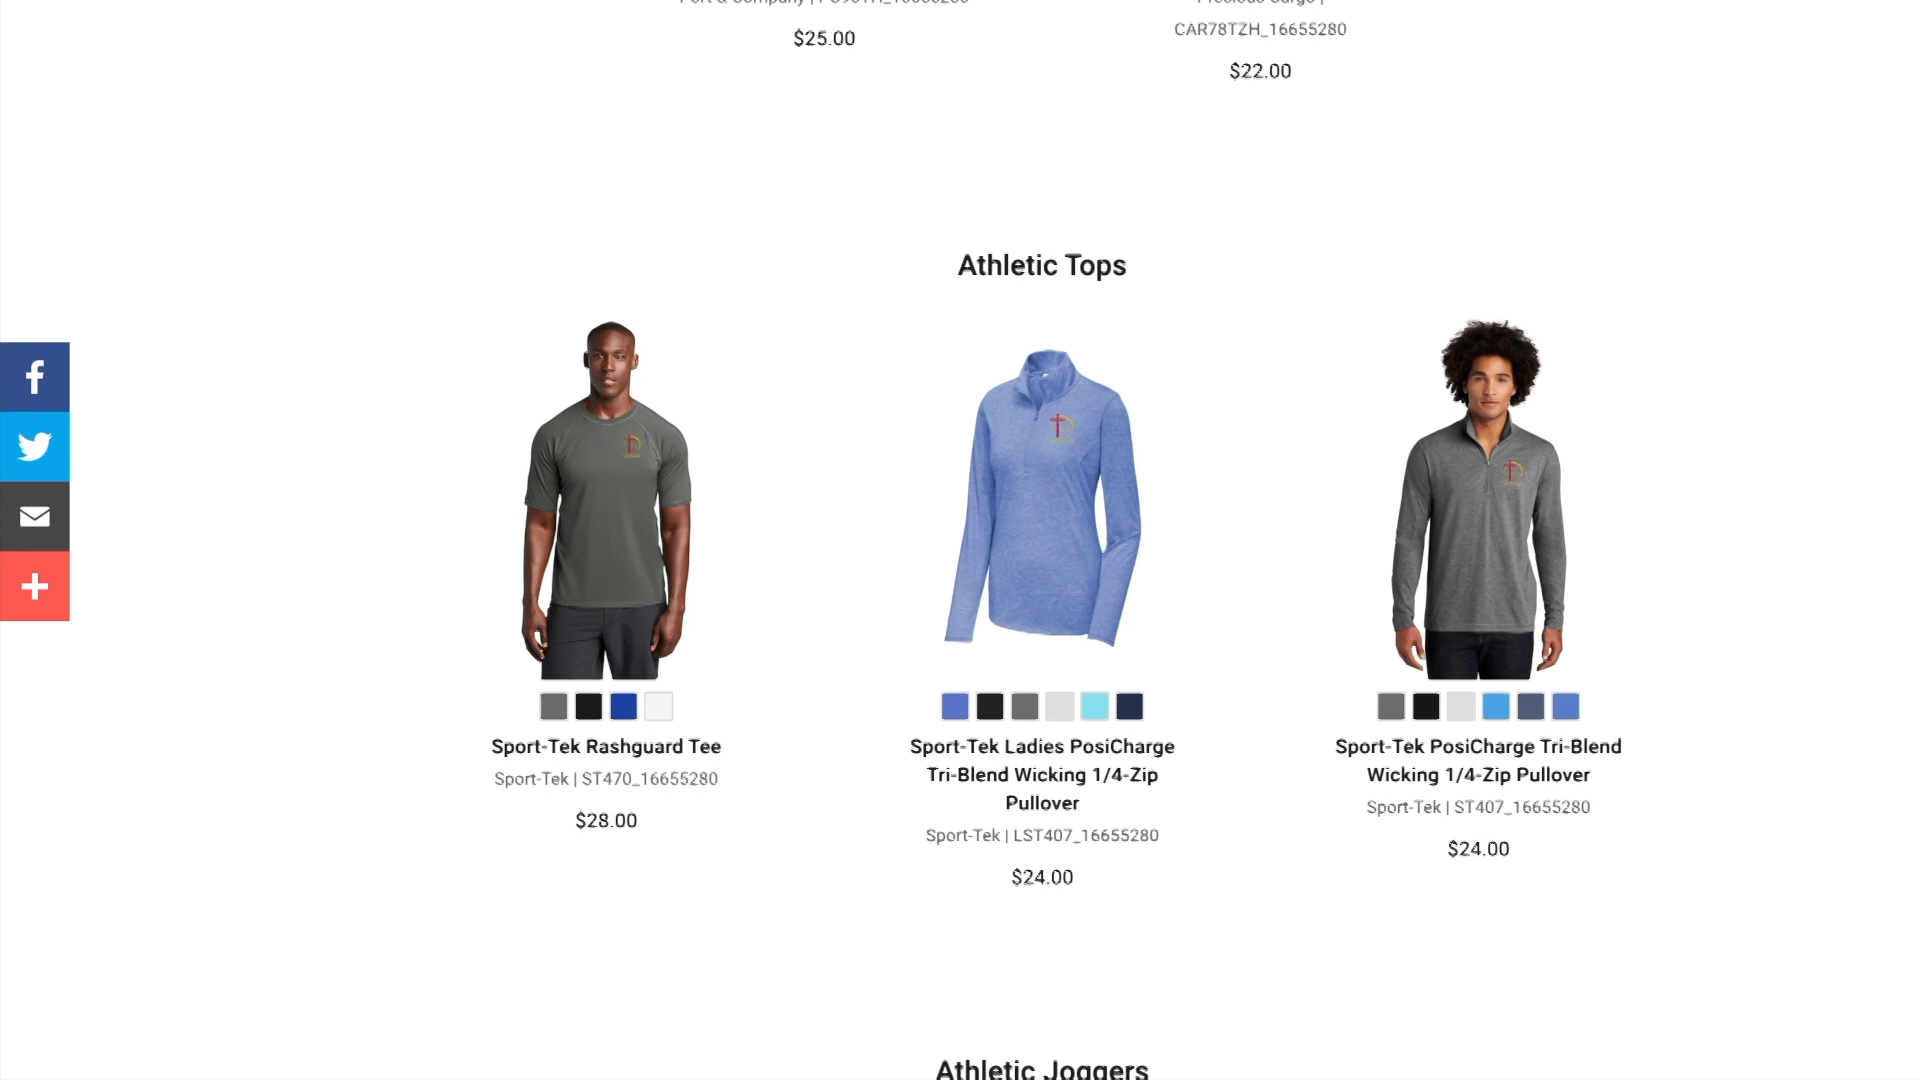 $25.00
CAR78TZH_16655280
$22.00
Athletic Tops
Sport-Tek Rashguard Tee
Sport-Tek | ST470_16655280
$28.00
Sport-Tek Ladies PosiCharge
Tri-Blend Wicking 1/4-Zip
Pullover
Sport-Tek | LST407_16655280
$24.00
Sport-Tek PosiCharge Tri-Blend
Wicking 1/4-Zip Pullover
Sport-Tek | ST407_16655280
$24.00
Athletic Joggers